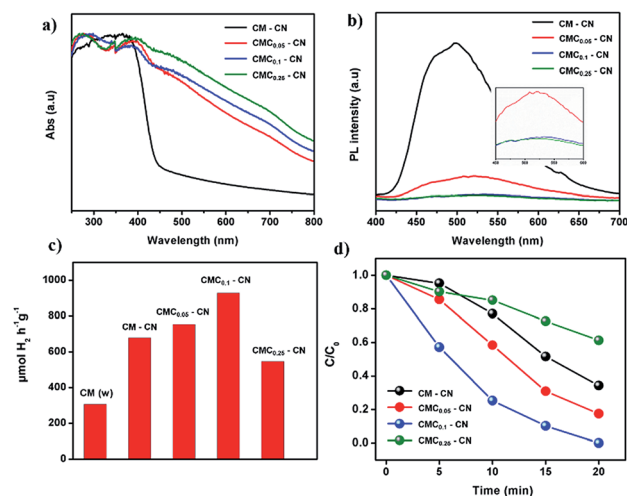 a)
Abs (a.u)
CM - CN
CMC0.05 - CN
CMC0.1 - CN
CMC0.25 - CN
300 400 500 600 700 800
Wavelength (nm)
b)
PL intensity (a.u)
CM - CN
CMC0.05 - CN
CMC0.1 - CN
CMC0.25 - CN
400 450 500 550 600 650 700
Wavelength (nm)
c)
μmol H2 h-1g-1
1000
800
600
400
200
0
CM (w)
CM - CN
CMC0.05 - CN
CMC0.1 - CN
CMC0.25 - CN
d)
C/C0
1.0
0.8
0.6
0.4
0.2
0.0
CM - CN
CMC0.05 - CN
CMC0.1 - CN
CMC0.25 - CN
0 5 10 15 20
Time (min)